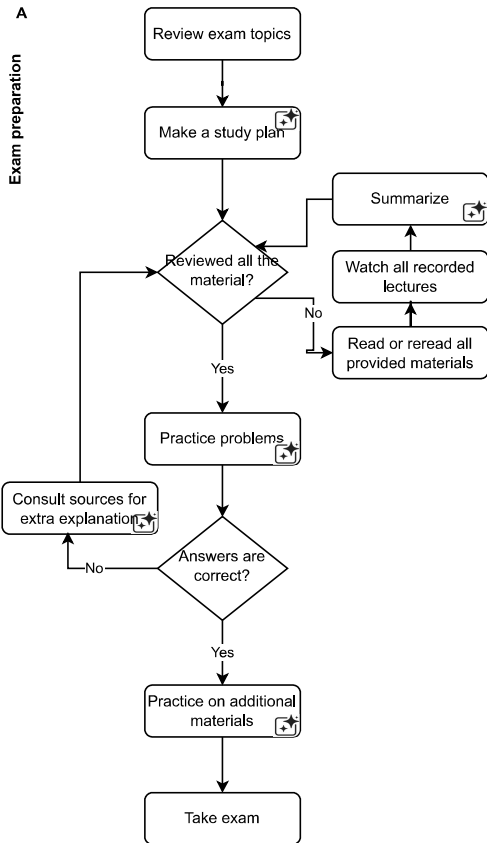 A
Exam preparation
Review exam topics
Make a study plan
Summarize
Reviewed all the
material?
Watch all recorded
lectures
No
Read or reread all
provided materials
Yes
Practice problems
Consult sources for
extra explanation
Answers are
correct?
No
Yes
Practice on additional
materials
Take exam